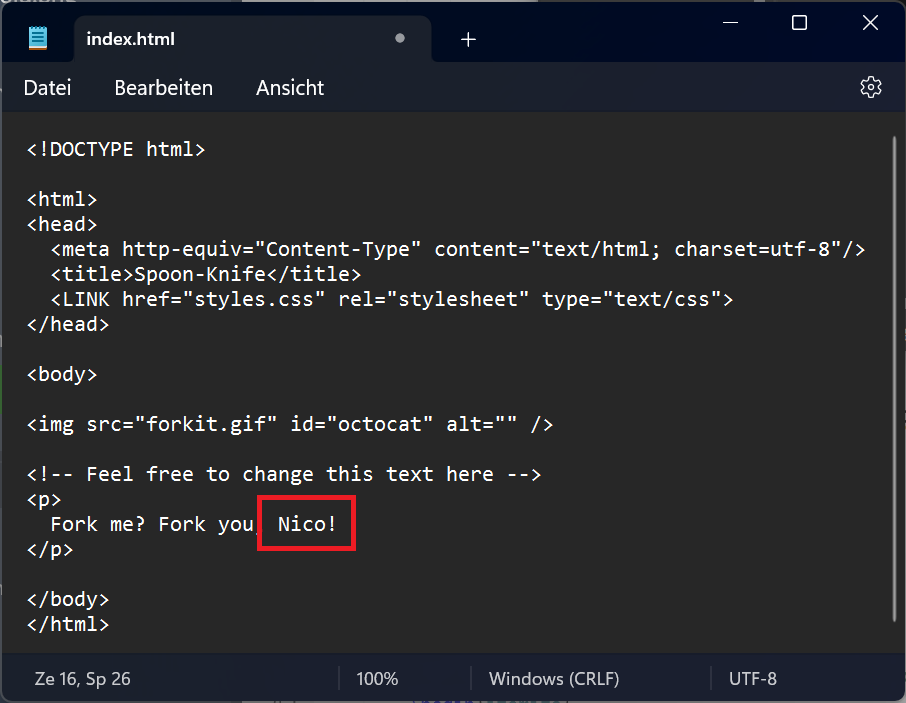 index.html
Datei Bearbeiten Ansicht
<!DOCTYPE html>
<html>
<head>
<meta http-equiv="Content-Type" content="text/html; charset=utf-8"/>
<title>Spoon-Knife</title>
<LINK href="styles.css" rel="stylesheet" type="text/css">
</head>
<body>
<img src="forkit.gif" id="octocat" alt="" />
<!-- Feel free to change this text here -->
<p>
Fork me? Fork you, Nico!
</p>
</body>
</html>
Ze 16, Sp 26 100% Windows (CRLF) UTF-8